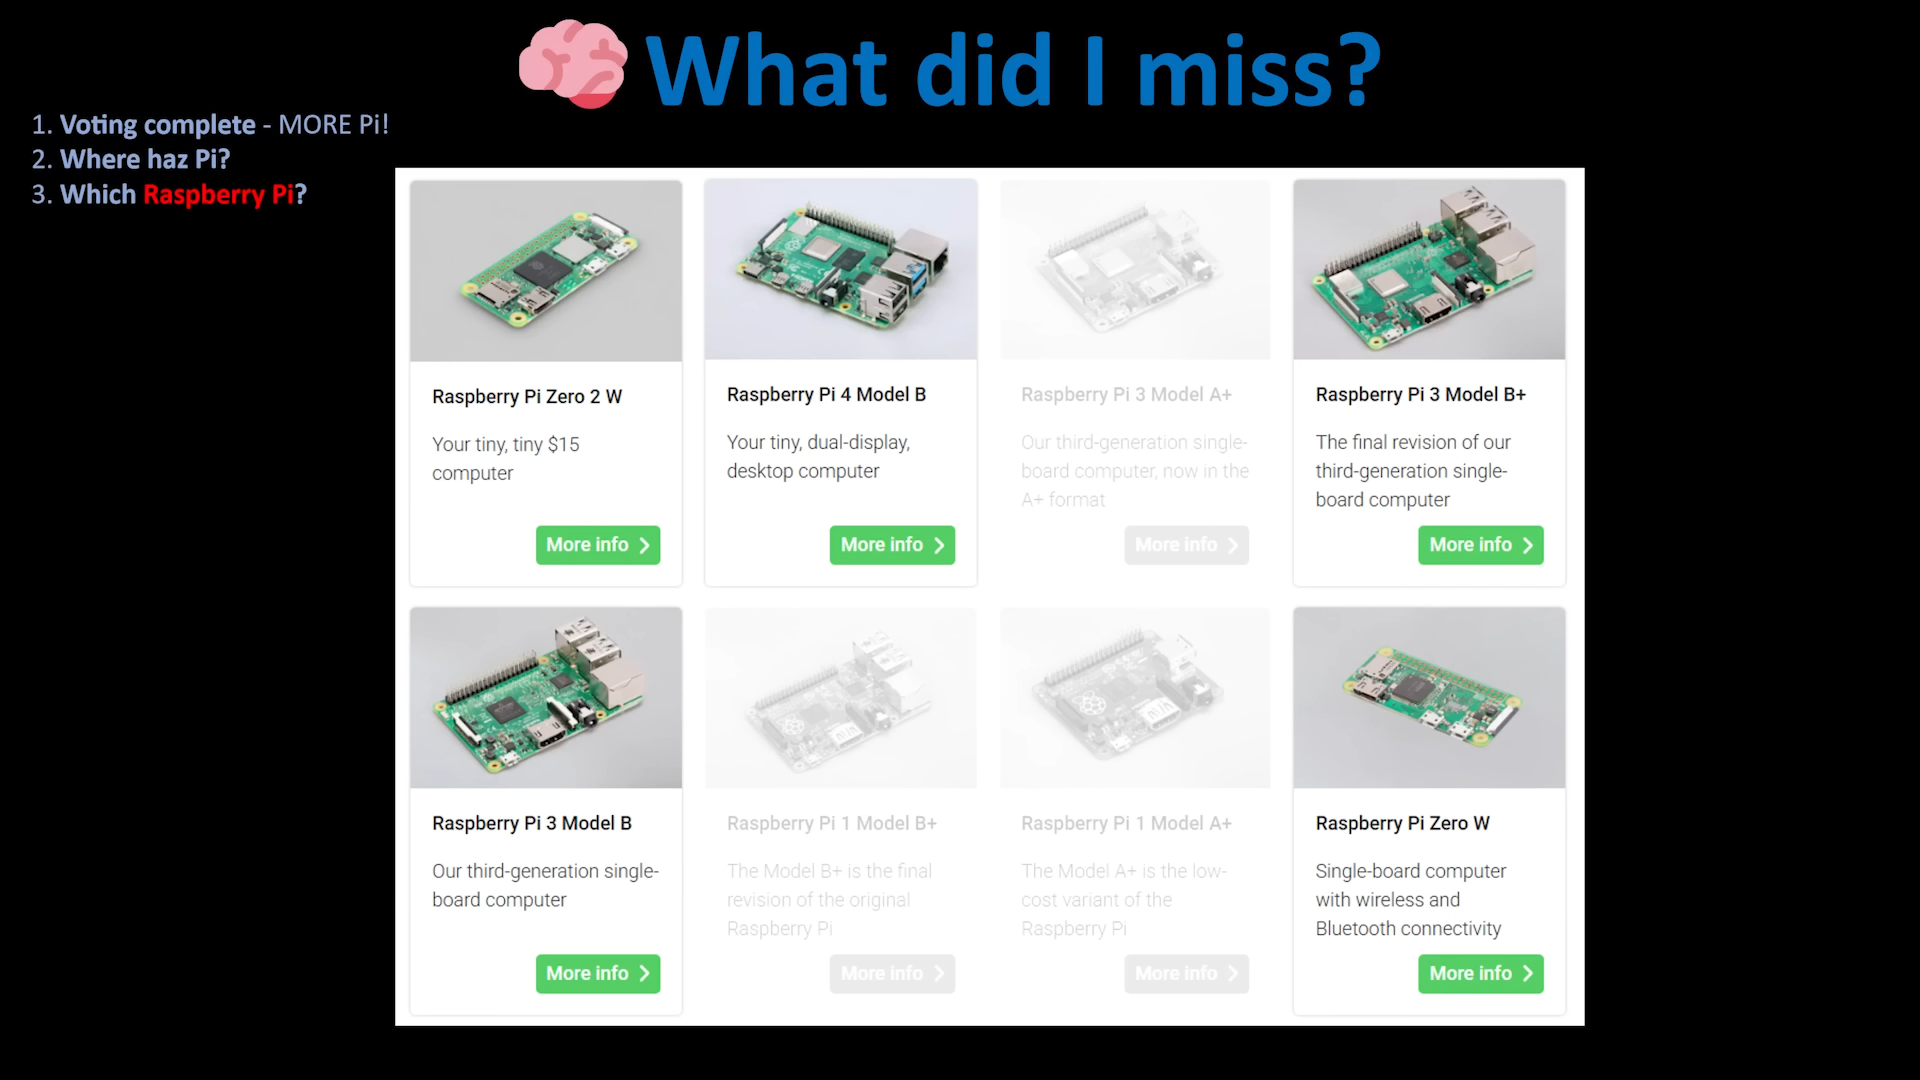 What did I miss?
1. Voting complete - MORE Pi!
2. Where haz Pi?
3. Which Raspberry Pi?
Raspberry Pi Zero 2 W
Your tiny, tiny $15
computer
More info
Raspberry Pi 4 Model B
Your tiny, dual-display,
desktop computer
More info
Raspberry Pi 3 Model A+
Our third-generation single-
board computer, now in the
A+ format
More info
Raspberry Pi 3 Model B+
The final revision of our
third-generation single-
board computer
More info
Raspberry Pi 3 Model B
Our third-generation single-
board computer
More info
Raspberry Pi 1 Model B+
The Model B+ is the final
revision of the original
Raspberry Pi
More info
Raspberry Pi 1 Model A+
The Model A+ is the low-
cost variant of the
Raspberry Pi
More info
Raspberry Pi Zero W
Single-board computer
with wireless and
Bluetooth connectivity
More info